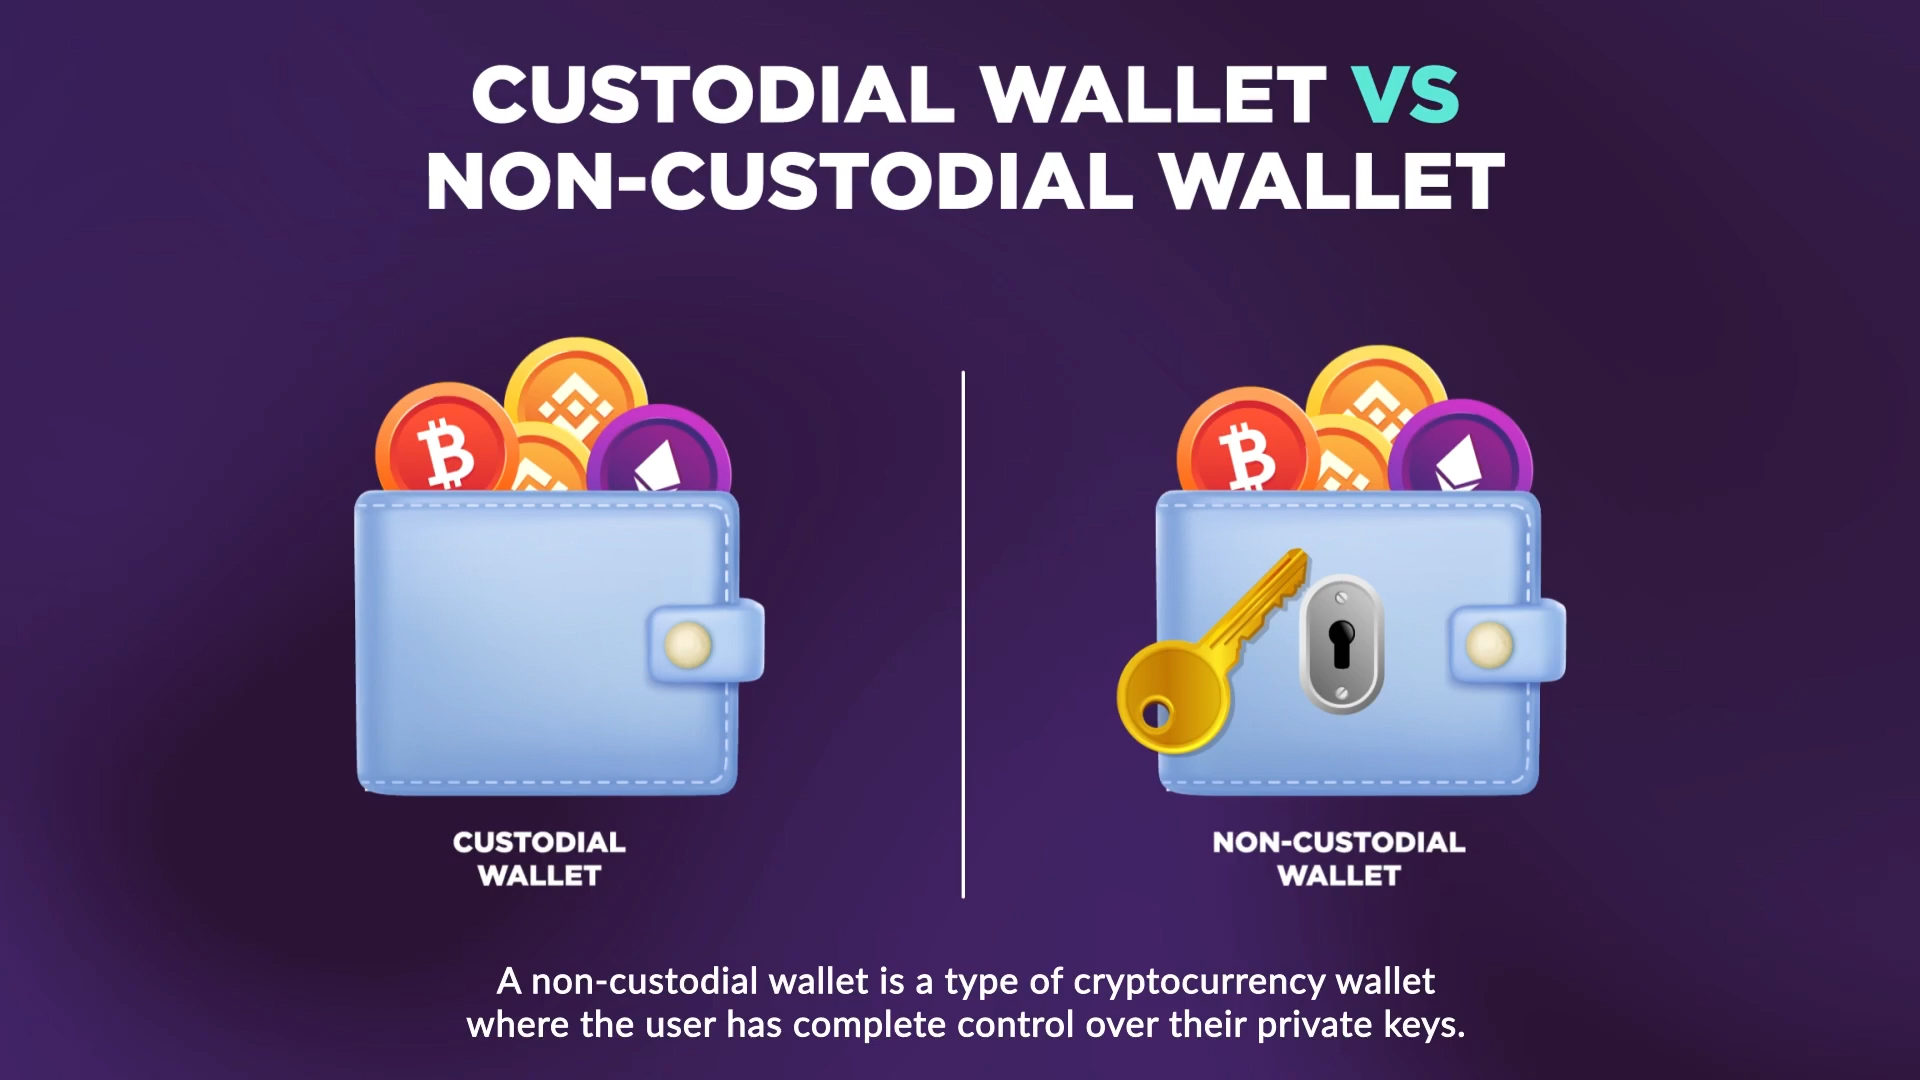 CUSTODIAL WALLET VS
NON-CUSTODIAL WALLET
CUSTODIAL
WALLET
NON-CUSTODIAL
WALLET
A non-custodial wallet is a type of cryptocurrency wallet
where the user has complete control over their private keys.